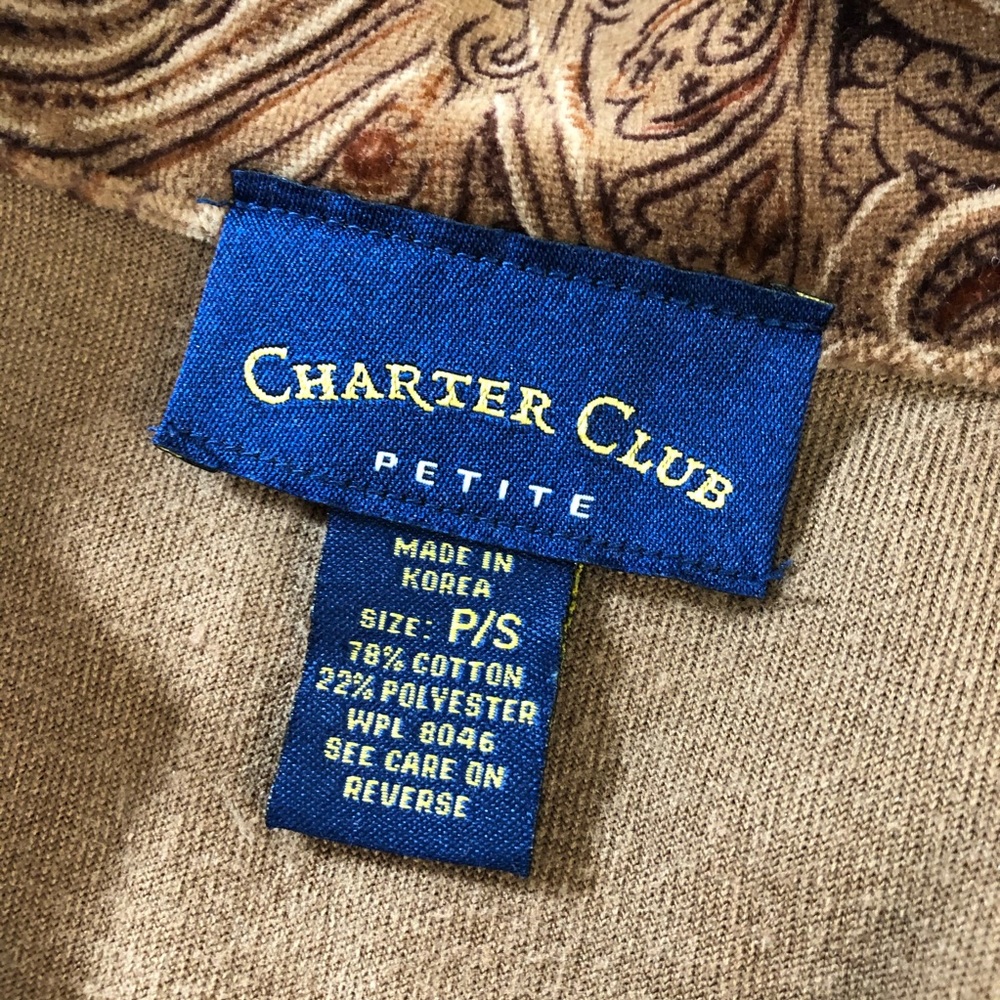 CHARTER CLUB
PETITE
MADE IN
KOREA
SIZE: P/S
78% COTTON
22% POLYESTER
WPL 8046
SEE CARE ON
REVERSE